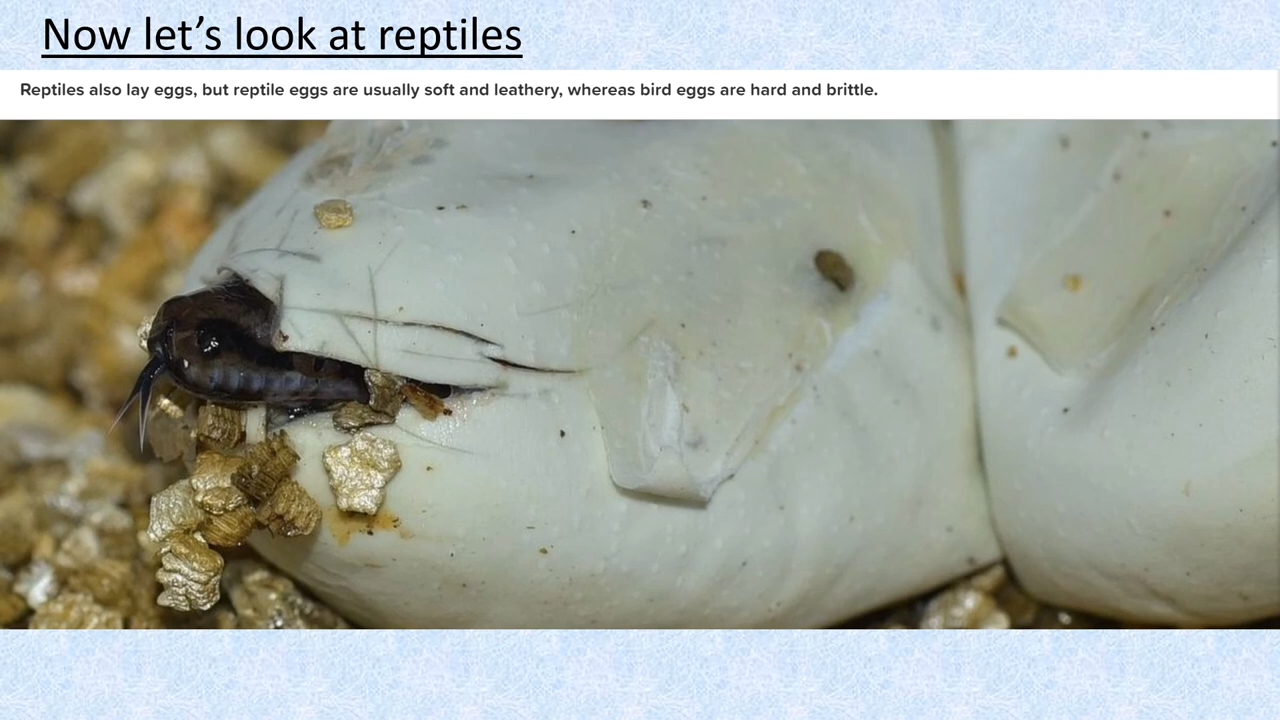 Now let’s look at reptiles
Reptiles also lay eggs, but reptile eggs are usually soft and leathery, whereas bird eggs are hard and brittle.